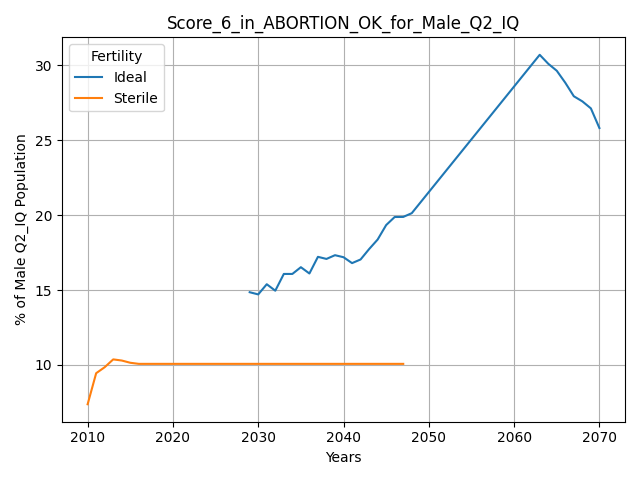 Score_6_in_ABORTION_OK_for_Male_Q2_IQ
Fertility
Ideal
Sterile
% of Male Q2_IQ Population
30
25
20
15
10
2010 2020 2030 2040 2050 2060 2070
Years